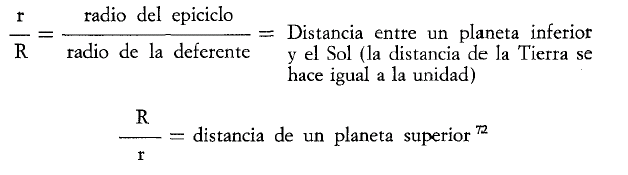 r/R = radio del epiciclo/radio de la deferente = Distancia entre un planeta inferior
y el Sol (la distancia de la Tierra se
hace igual a la unidad)
R/r = distancia de un planeta superior 72